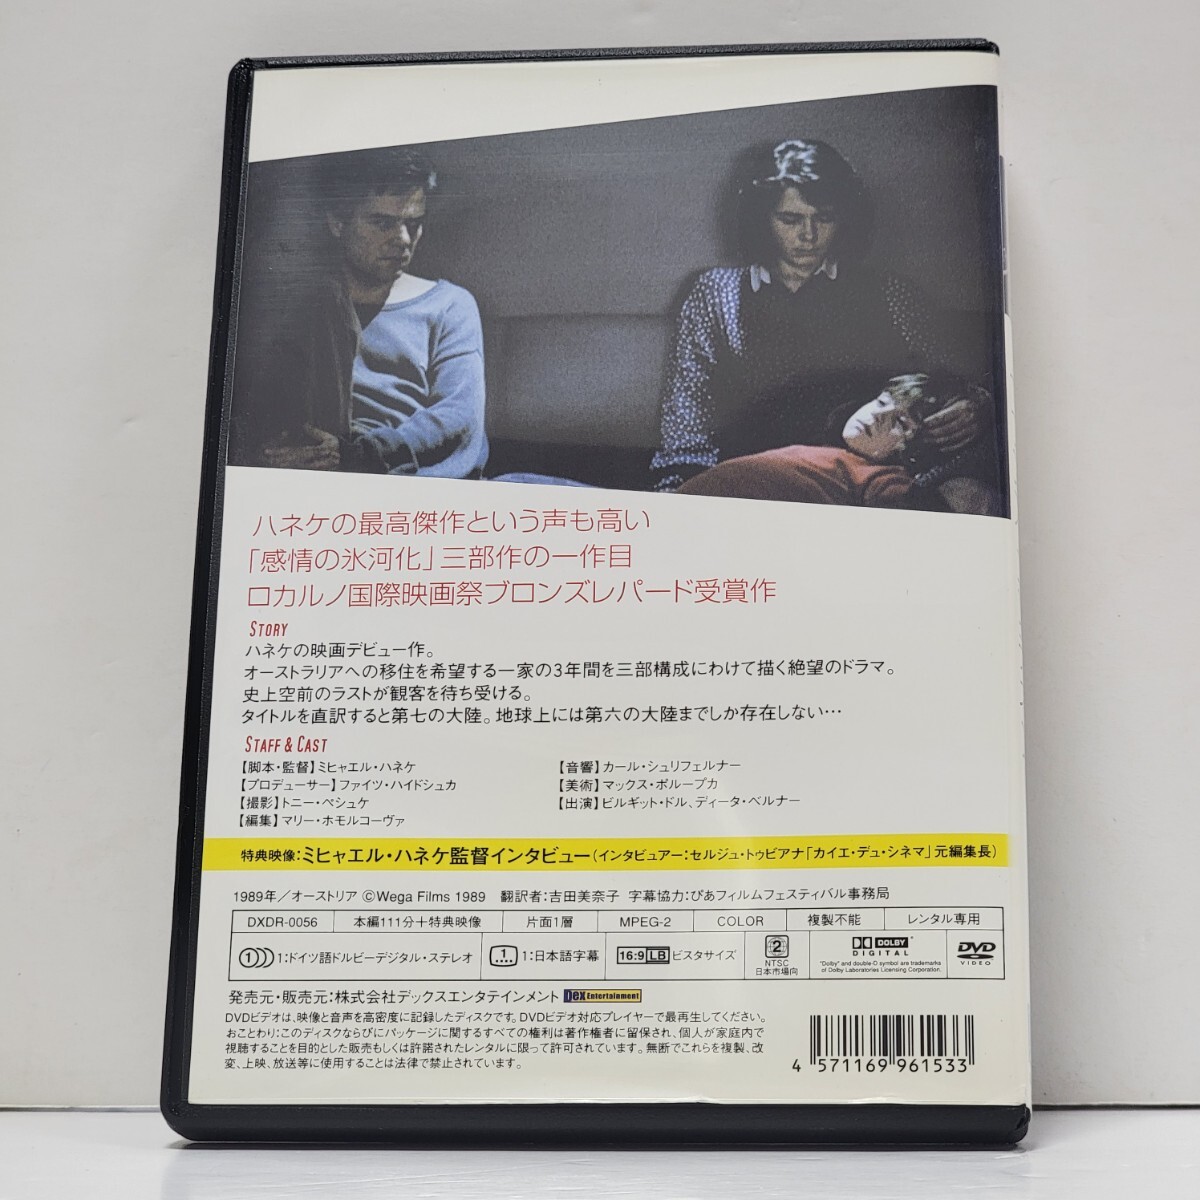 ハネケの最高傑作という声も高い
「感情の氷河化」三部作の一作目
ロカルノ国際映画祭ブロンズレパード受賞作
STORY
ハネケの映画デビュー作。
オーストラリアへの移住を希望する一家の3年間を三部構成にわけて描く絶望のドラマ。
史上空前のラストが観客を待ち受ける。
タイトルを直訳すると第七の大陸。地球上には第六の大陸までしか存在しない…
STAFF & CAST
【脚本・監督】ミヒャエル・ハネケ
【プロデューサー】ファイツ・ハイドシュカ
【撮影】トニー・ペシュケ
【編集】マリー・ホモルコーヴァ
【音響】カール・シュリフェルナー
【美術】マックス・ボルーブカ
【出演】ビルギット・ドル、ディータ・ベルナー
特典映像:ミヒャエル・ハネケ監督インタビュー(インタビュアー:セルジュ・トゥビアナ「カイエ・デュ・シネマ」元編集長)
1989年/オーストリア ©Wega Films 1989 翻訳者:吉田美奈子 字幕協力:ぴあフィルムフェスティバル事務局
DXDR-0056 本編111分+特典映像 片面1層 MPEG-2 COLOR 複製不能 レンタル専用
1:ドイツ語ドルビーデジタル・ステレオ 1:日本語字幕 16:9 LB ビスタサイズ
2
NTSC
日本市場向
DOLBY
DIGITAL
"Dolby" and double-D symbol are trademarks
of Dolby Laboratories Licensing Corporation.
DVD
VIDEO
発売元・販売元:株式会社デックスエンタテインメント Dex Entertainment
DVDビデオは、映像と音声を高密度に記録したディスクです。DVDビデオ対応プレイヤーで最再生してください。
おことわり:このディスクならびにパッケージに関するすべての権利は著作権者に留保され、個人が家庭内で
視聴することを目的とした販売もしくは許諾されたレンタルに限って許可されています。無断でこれらを複製、改
変、上映、放送等に使用することは法律で禁止されています。
4 571169 961533